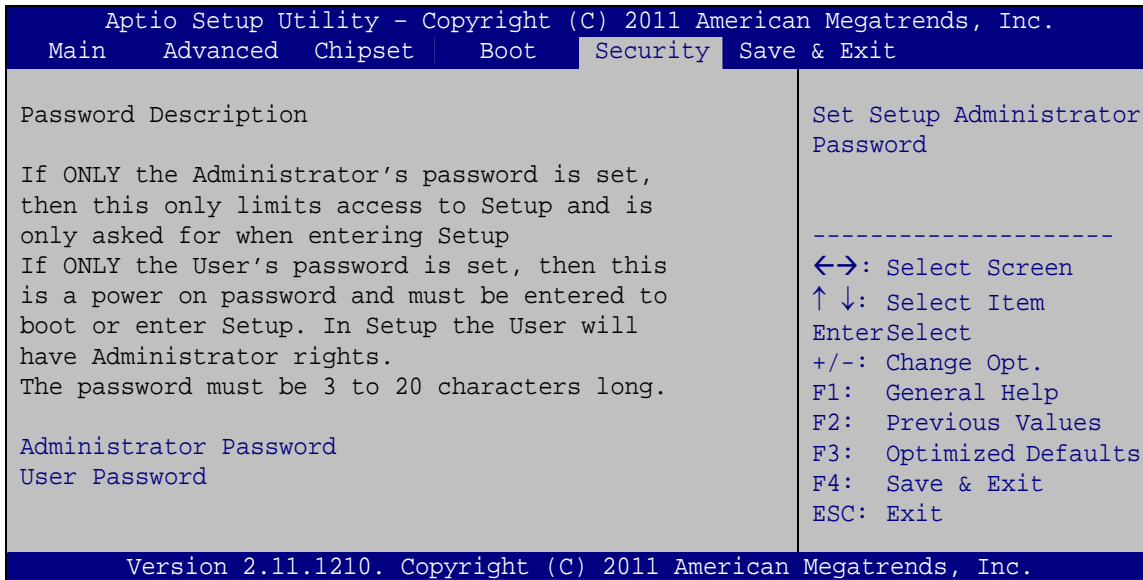 Aptio Setup Utility – Copyright (C) 2011 American Megatrends, Inc.
Main Advanced Chipset Boot Security Save & Exit
Password Description
If ONLY the Administrator's password is set,
then this only limits access to Setup and is
only asked for when entering Setup
If ONLY the User's password is set, then this
is a power on password and must be entered to
boot or enter Setup. In Setup the User will
have Administrator rights.
The password must be 3 to 20 characters long.
Administrator Password
User Password
Set Setup Administrator
Password
---------------------
←→: Select Screen
↑ ↓: Select Item
EnterSelect
+/-: Change Opt.
F1: General Help
F2: Previous Values
F3: Optimized Defaults
F4: Save & Exit
ESC: Exit
Version 2.11.1210. Copyright (C) 2011 American Megatrends, Inc.